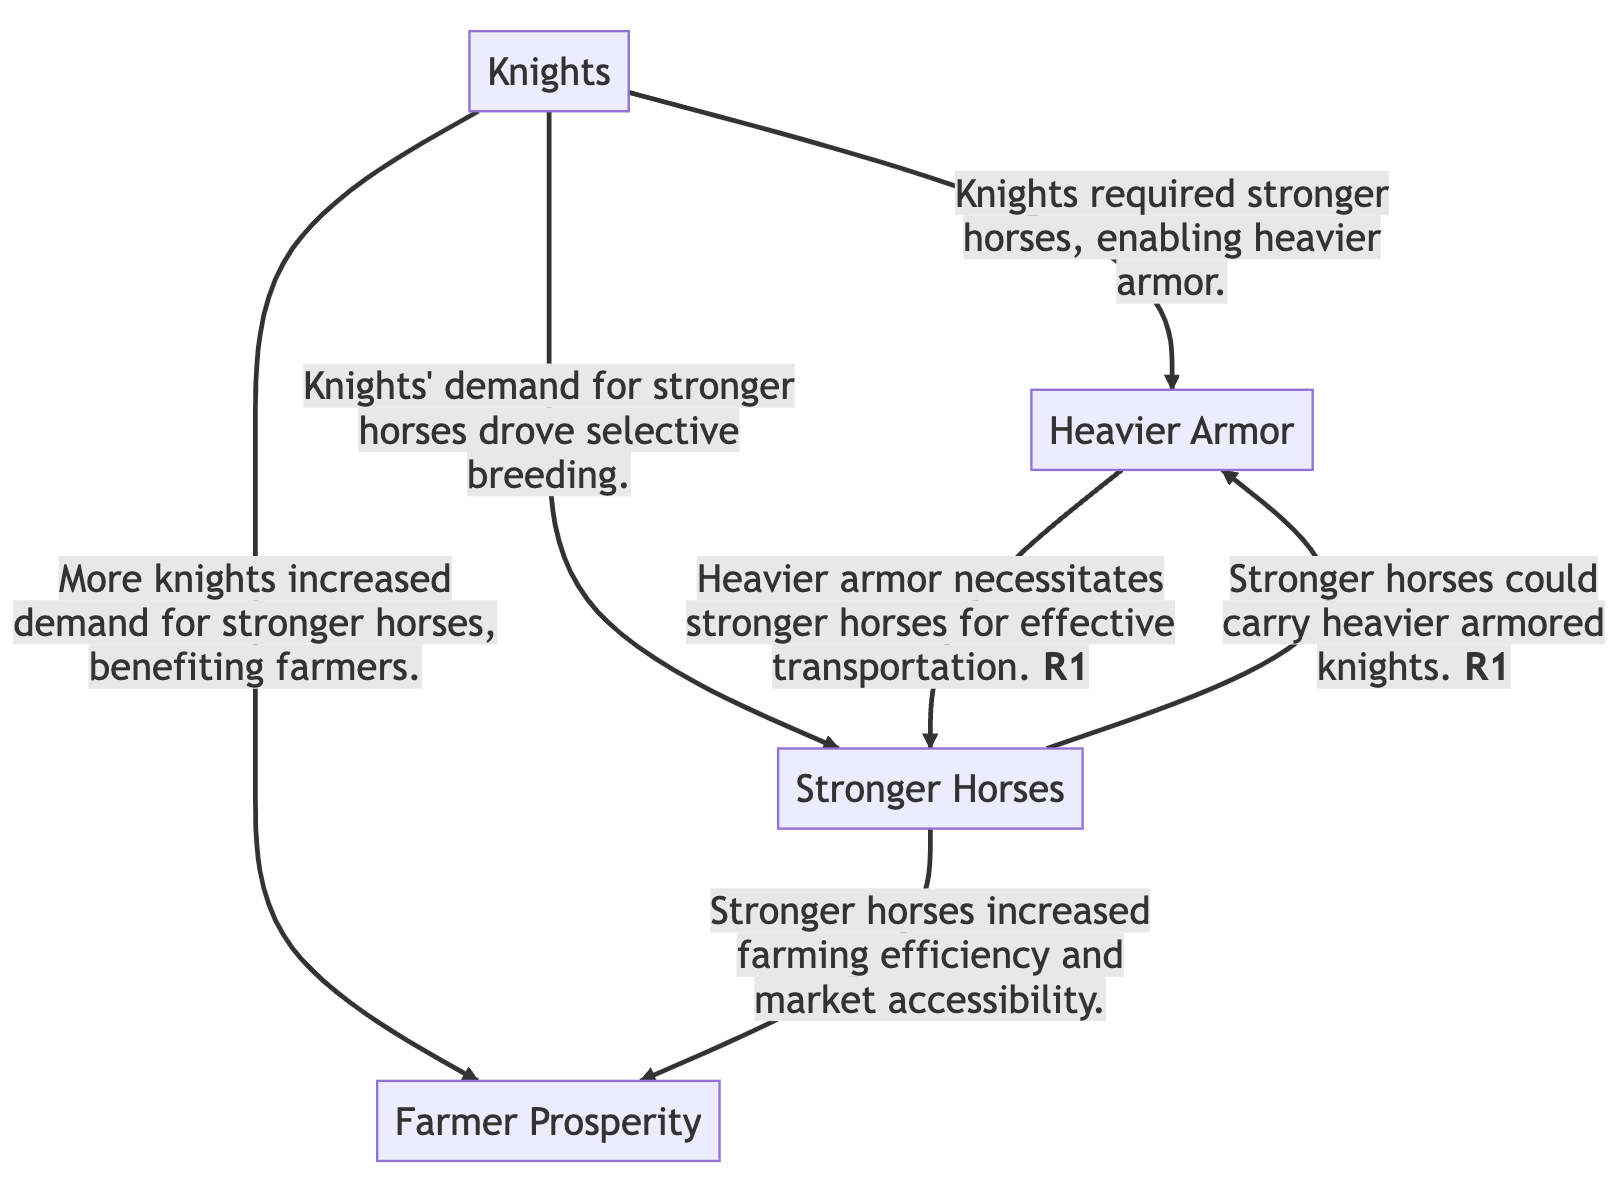 Knights
Knights required stronger
horses, enabling heavier
armor.
Knights' demand for stronger
horses drove selective
breeding.
Heavier Armor
More knights increased
demand for stronger horses,
benefiting farmers.
Heavier armor necessitates
stronger horses for effective
transportation. R1
Stronger horses could
carry heavier armored
knights. R1
Stronger Horses
Stronger horses increased
farming efficiency and
market accessibility.
Farmer Prosperity